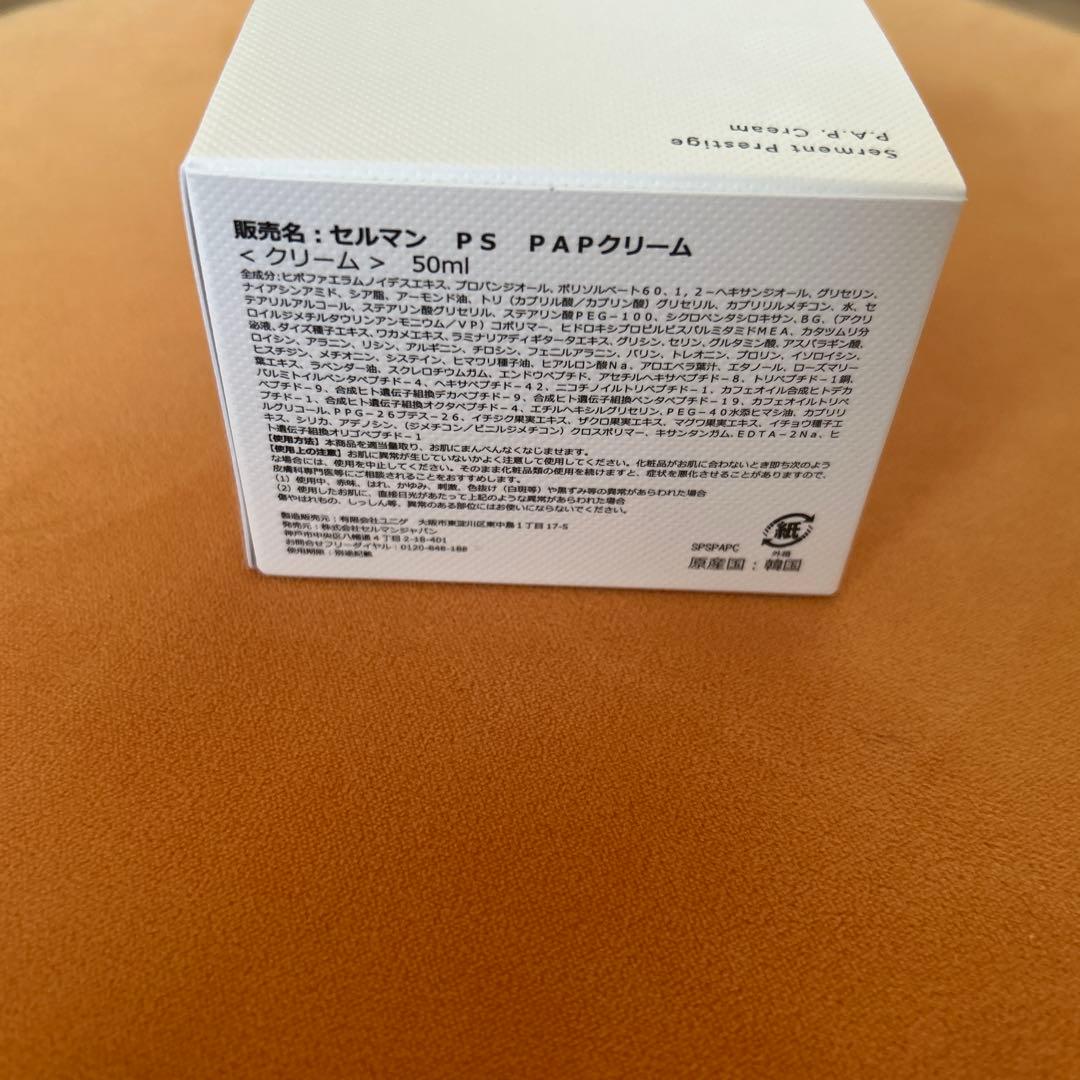 Serment Prestige
P.A.P. Cream
販売名：セルマン　ＰＳ　ＰＡＰクリーム
＜クリーム＞　50ml
全成分：ヒポファエラムノイデスエキス、プロパンジオール、ポリソルベート６０、１，２－ヘキサンジオール、グリセリン、
ナイアシンアミド、シア脂、アーモンド油、トリ（カプリル酸／カプリン酸）グリセリル、カプリリルメチコン、水、セ
テアリルアルコール、ステアリン酸グリセリル、ステアリン酸ＰＥＧ－１００、シクロペンタシロキサン、ＢＧ、（アクリ
ロイルジメチルタウリンアンモニウム／ＶＰ）コポリマー、ヒドロキシプロピルビスパルミタミドＭＥＡ、カタツムリ分
泌液、ダイズ種子エキス、ワカメエキス、ラミナリアディギタータエキス、グリシン、セリン、グルタミン酸、アスパラギン酸、
ロイシン、アラニン、リシン、アルギニン、チロシン、フェニルアラニン、バリン、トレオニン、プロリン、イソロイシン、
ヒスチジン、メチオニン、システイン、ヒマワリ種子油、ヒアルロン酸Ｎａ、アロエベラ葉汁、エタノール、ローズマリー
葉エキス、ラベンダー油、スクレロチウムガム、エンドウペプチド、アセチルヘキサペプチド－８、トリペプチド－１銅、
パルミトイルペンタペプチド－４、ヘキサペプチド－４２、ニコチノイルトリペプチド－１、カフェオイル合成ヒトデカ
ペプチド－９、合成ヒト遺伝子組換デカペプチド－９、合成ヒト遺伝子組換ペンタペプチド－１９、カフェオイルトリペ
プチド－１、合成ヒト遺伝子組換オクタペプチド－４、エチルヘキシルグリセリン、ＰＥＧ－４０水添ヒマシ油、カプリリ
ルグリコール、ＰＰＧ－２６ブテス－２６、イチジク果実エキス、ザクロ果実エキス、マグワ果実エキス、イチョウ種子エ
キス、シリカ、アデノシン、（ジメチコン／ビニルジメチコン）クロスポリマー、キサンタンガム、ＥＤＴＡ－２Ｎａ、ヒ
ト遺伝子組換オリゴペプチド－１
【使用方法】本商品を適当量取り、お肌にまんべんなくなじませます。
【使用上の注意】お肌に異常が生じていないかよく注意して使用してください。化粧品がお肌に合わないとき即ち次のよう
な場合には、使用を中止してください。そのまま化粧品類の使用を続けますと、症状を悪化させることがありますので、
皮膚科専門医等にご相談されることをおすすめします。
（１）使用中、赤味、はれ、かゆみ、刺激、色抜け（白斑等）や黒ずみ等の異常があらわれた場合
（２）使用したお肌に、直接日光があたって上記のような異常があらわれた場合
傷やはれもの、しっしん等、異常のある部位にはお使いにならないでください。
製造販売元：有限会社ユニゲ　大阪市東淀川区東中島１丁目17-5
発売元：株式会社セルマンジャパン
神戸市中央区八幡通４丁目2-18-401
お問合せフリーダイヤル：0120-848-188
使用期限：別途記載
SPSPAPC
紙
外箱
原産国：韓国